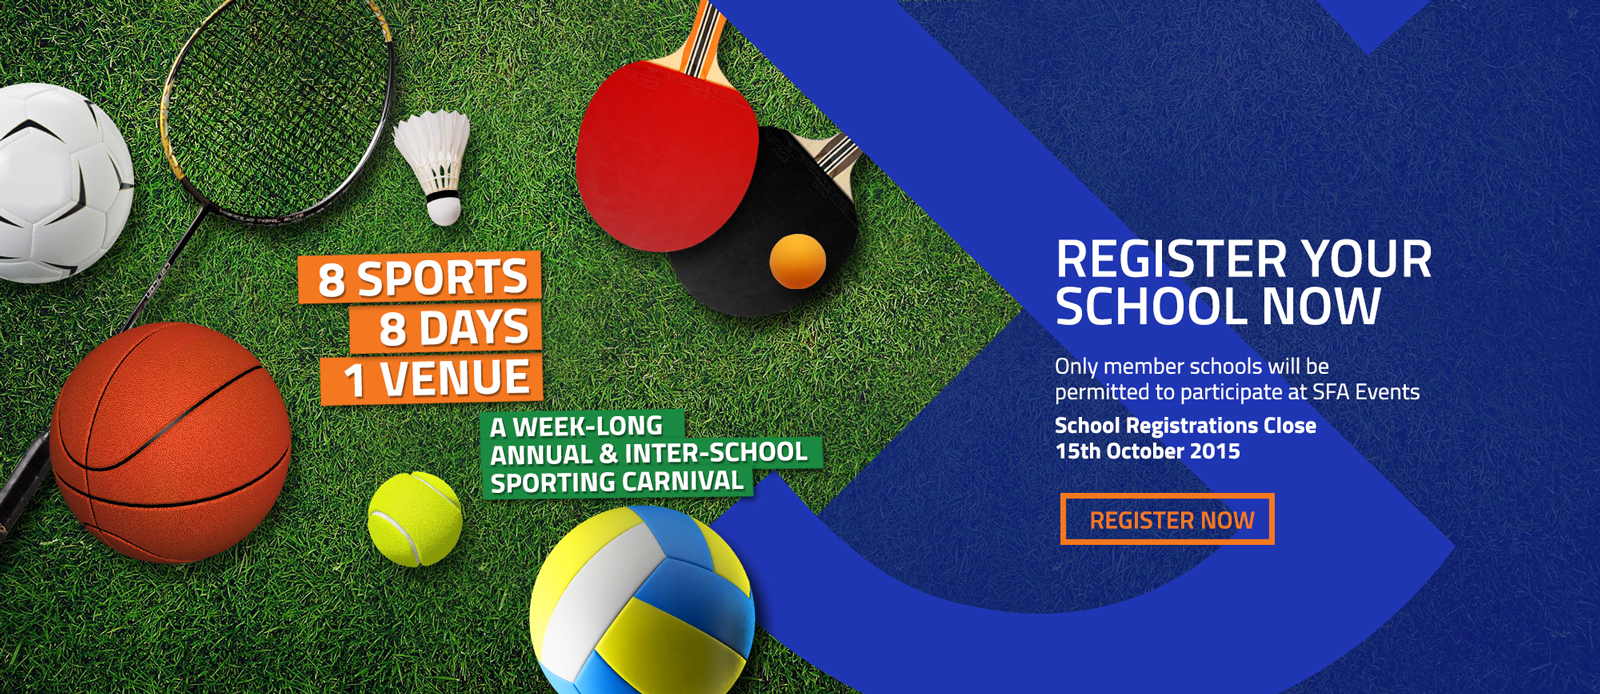 8 SPORTS
8 DAYS
1 VENUE
A WEEK-LONG
ANNUAL & INTER-SCHOOL
SPORTING CARNIVAL
REGISTER YOUR
SCHOOL NOW
Only member schools will be
permitted to participate at SFA Events
School Registrations Close
15th October 2015
REGISTER NOW